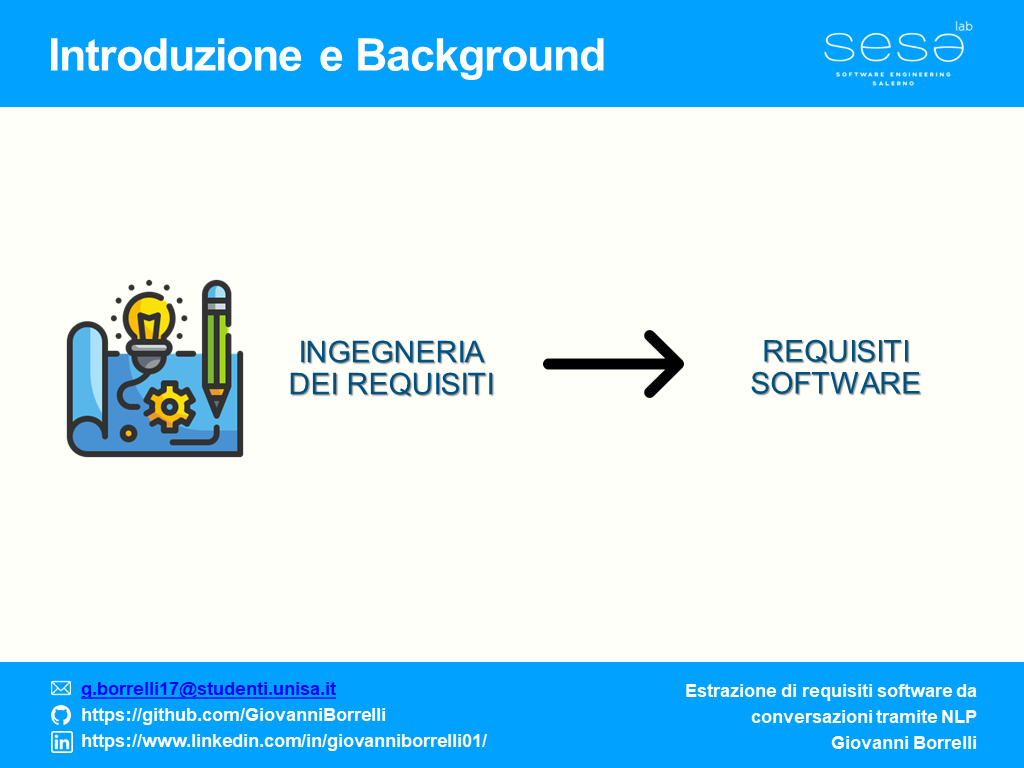 Introduzione e Background
lab
sesa
SOFTWARE ENGINEERING
SALERNO
INGEGNERIA
DEI REQUISITI
REQUISITI
SOFTWARE
g.borrelli17@studenti.unisa.it
https://github.com/GiovanniBorrelli
https://www.linkedin.com/in/giovanniborrelli01/
Estrazione di requisiti software da
conversazioni tramite NLP
Giovanni Borrelli